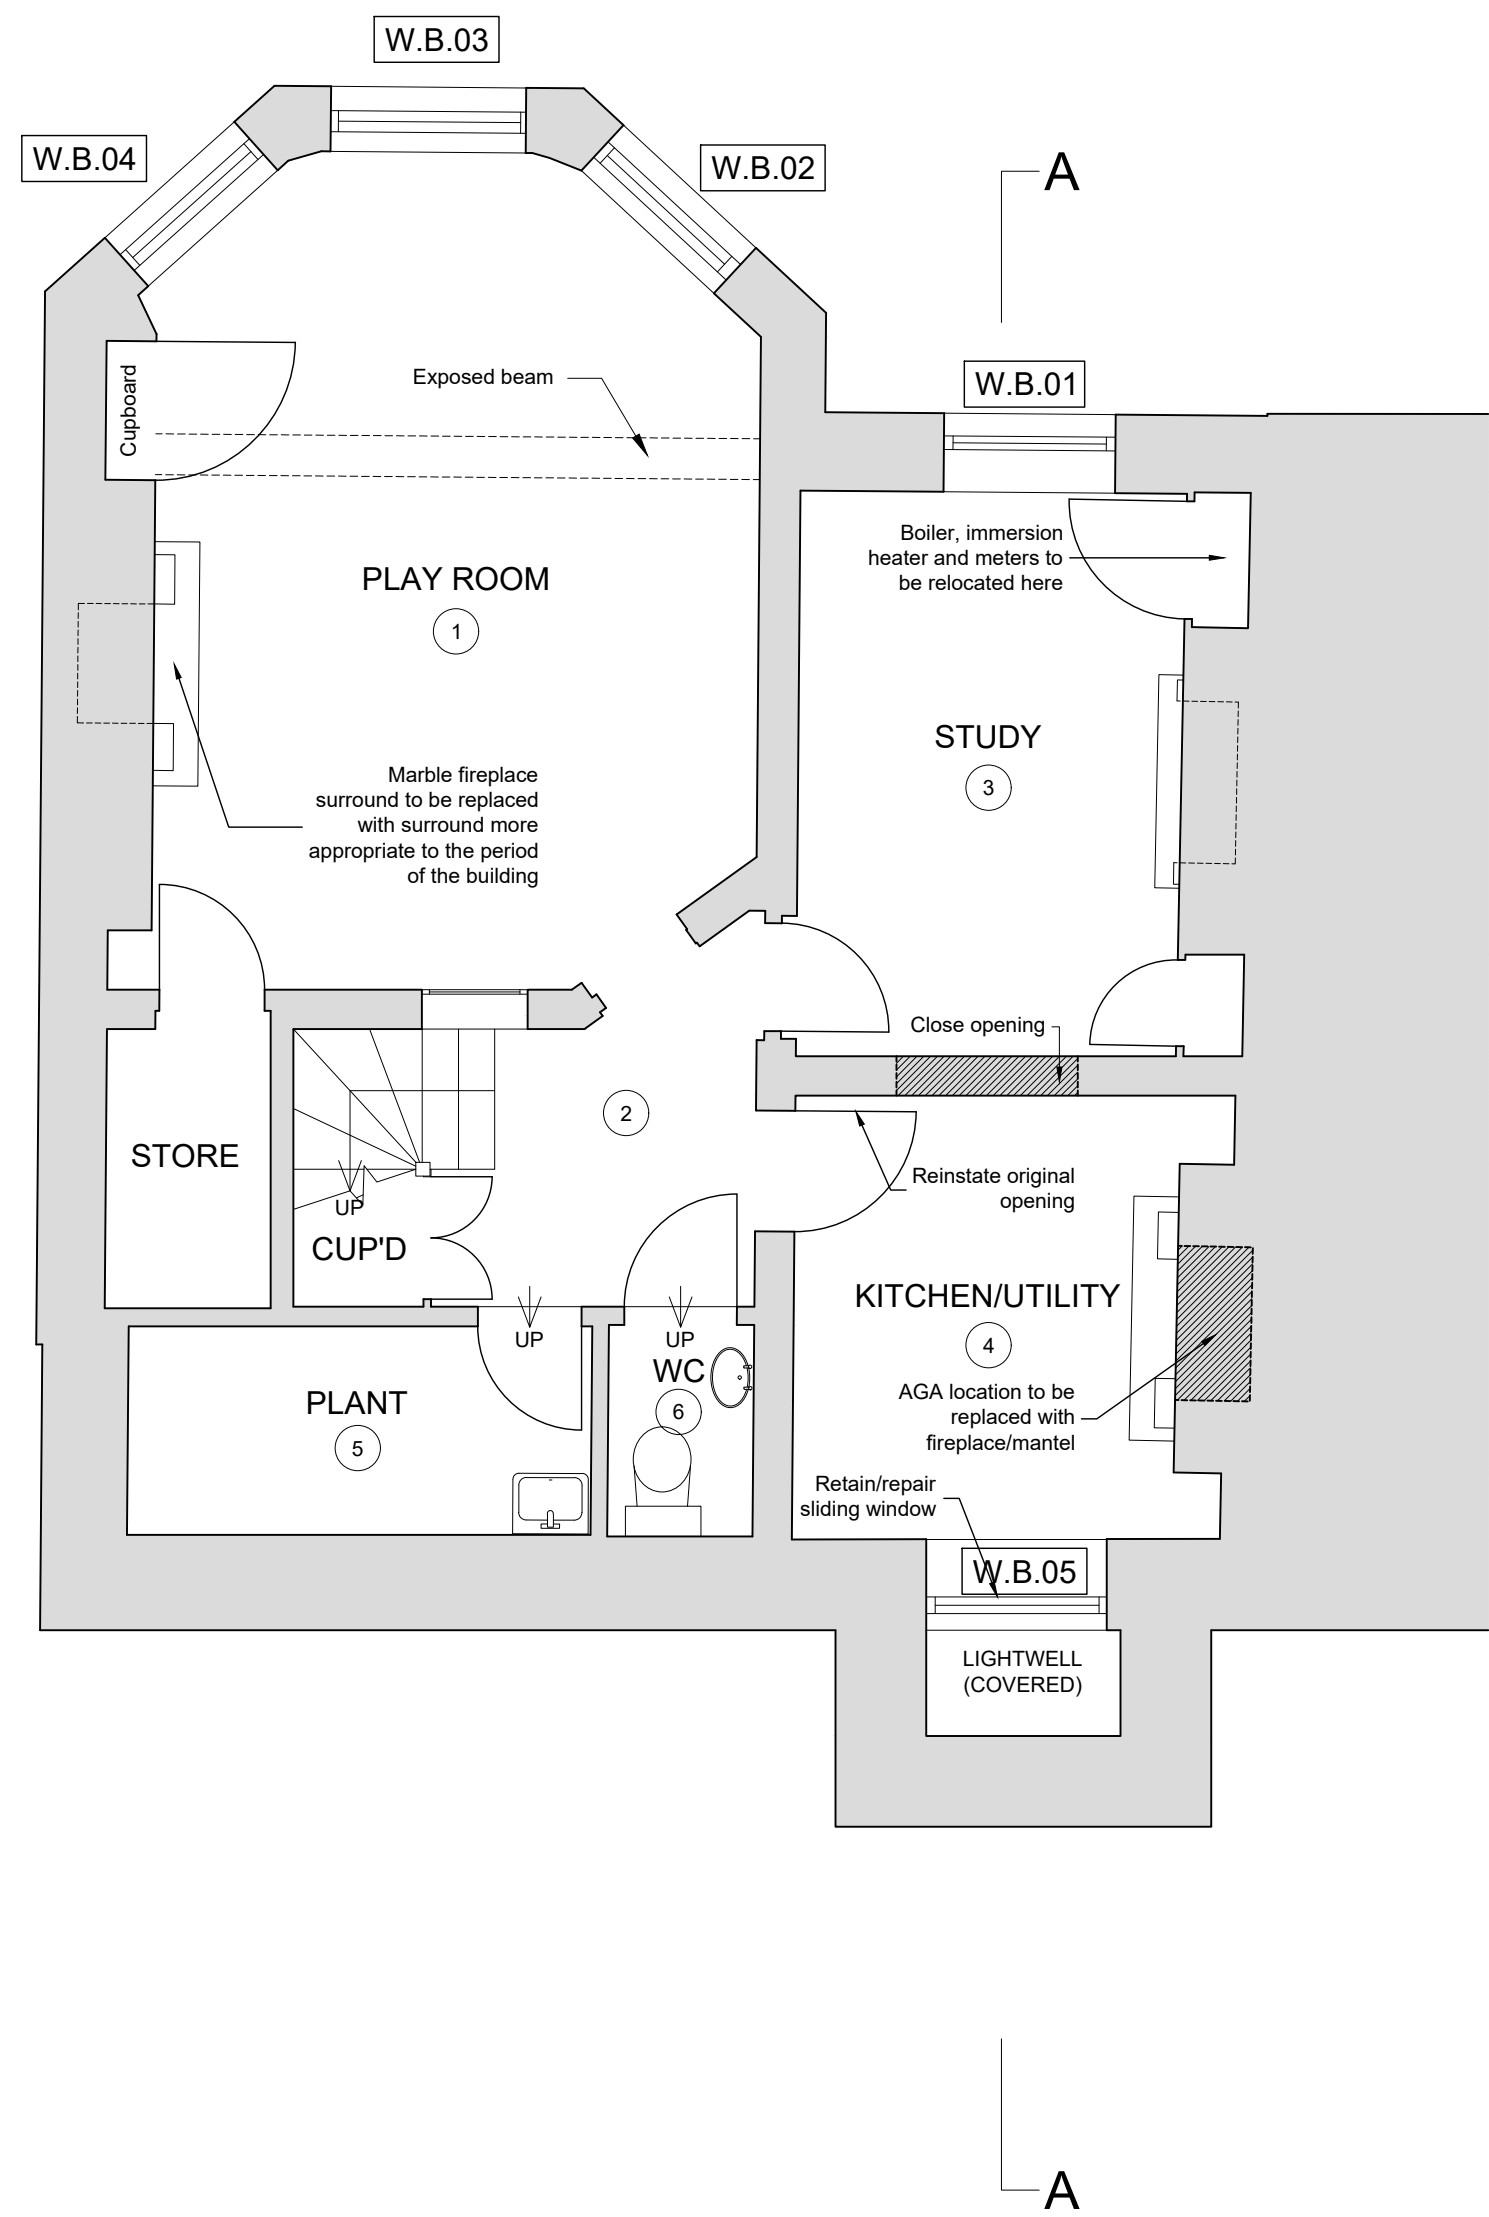 W.B.03
W.B.04
W.B.02
A
W.B.01
Cupboard
Exposed beam
Boiler, immersion
heater and meters to
be relocated here
PLAY ROOM
1
STUDY
3
Marble fireplace
surround to be replaced
with surround more
appropriate to the period
of the building
Close opening
2
STORE
UP
CUP'D
Reinstate original
opening
KITCHEN/UTILITY
4
AGA location to be
replaced with
fireplace/mantel
UP
UP
WC
6
PLANT
5
Retain/repair
sliding window
W.B.05
LIGHTWELL
(COVERED)
A